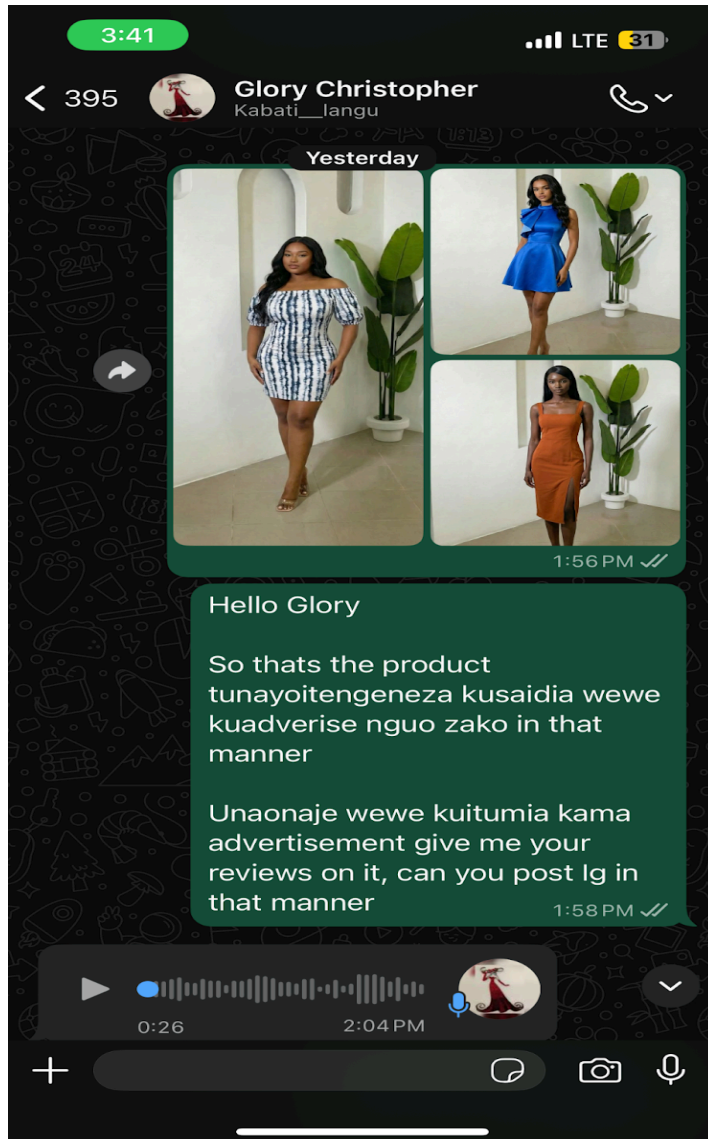 3:41
LTE 31
395
Glory Christopher
Kabati__langu
Yesterday
1:56 PM
Hello Glory
So thats the product
tunayoitengeneza kusaidia wewe
kuadverise nguo zako in that
manner
Unaonaje wewe kuitumia kama
advertisement give me your
reviews on it, can you post Ig in
that manner
1:58 PM
0:26
2:04 PM